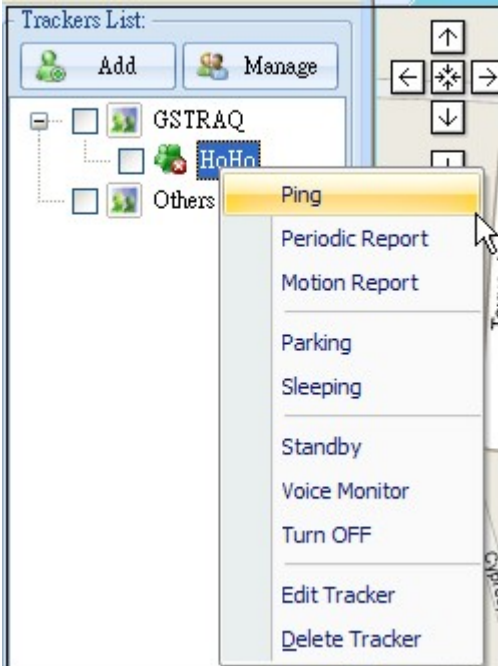 Trackers List:
Add
Manage
GSTRAQ
HoHo
Others
Ping
Periodic Report
Motion Report
Parking
Sleeping
Standby
Voice Monitor
Turn OFF
Edit Tracker
Delete Tracker